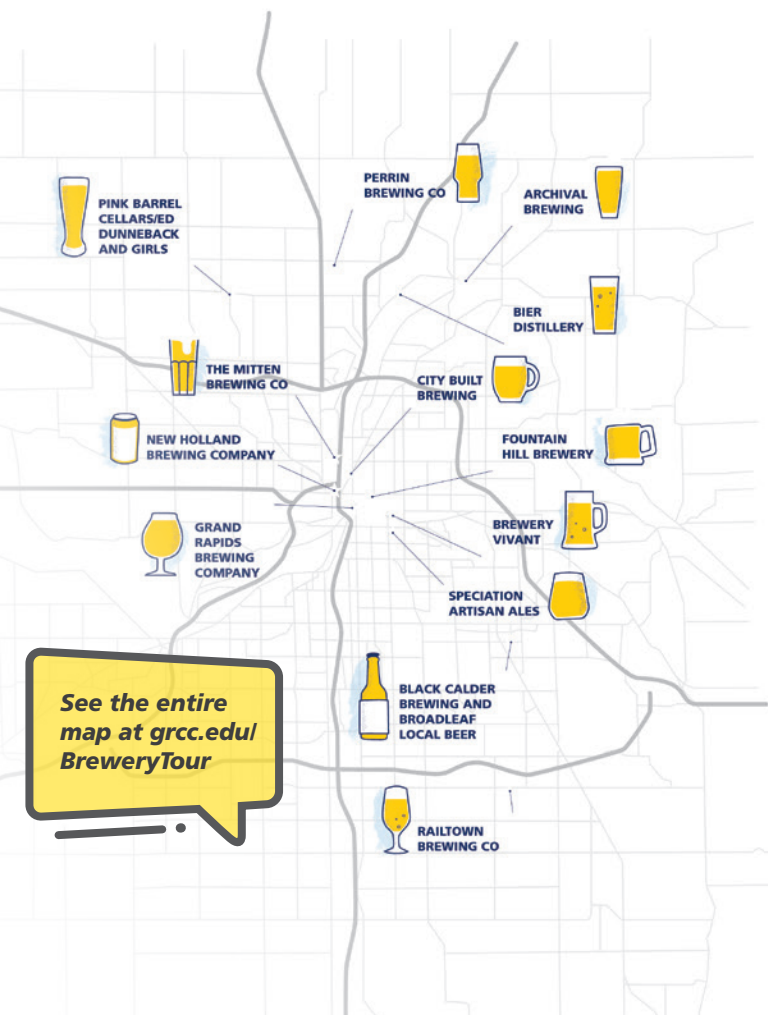 PERRIN
BREWING CO
ARCHIVAL
BREWING
PINK BARREL
CELLARS/ED
DUNNEBACK
AND GIRLS
BIER
DISTILLERY
THE MITTEN
BREWING CO
CITY BUILT
BREWING
NEW HOLLAND
BREWING COMPANY
FOUNTAIN
HILL BREWERY
GRAND
RAPIDS
BREWING
COMPANY
BREWERY
VIVANT
SPECIATION
ARTISAN ALES
BLACK CALDER
BREWING AND
BROADLEAF
LOCAL BEER
See the entire
map at grcc.edu/
BreweryTour
RAILTOWN
BREWING CO